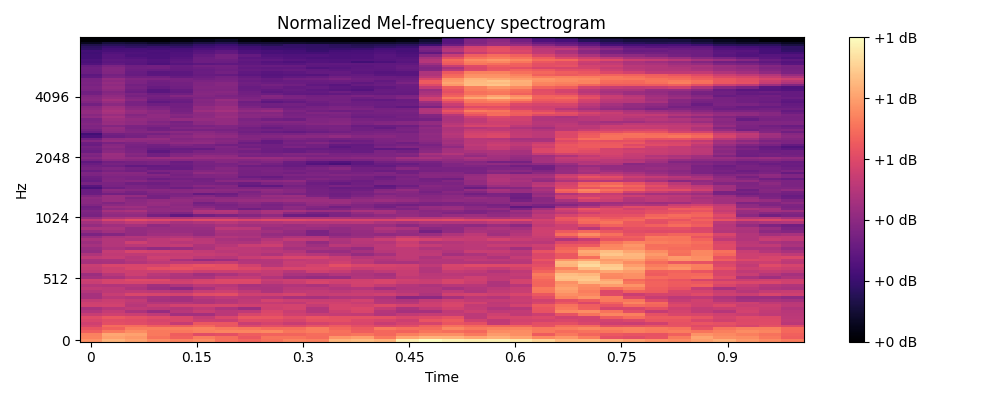 Normalized Mel-frequency spectrogram
Hz
4096
2048
1024
512
0
0 0.15 0.3 0.45 0.6 0.75 0.9
Time
+1 dB
+1 dB
+1 dB
+0 dB
+0 dB
+0 dB